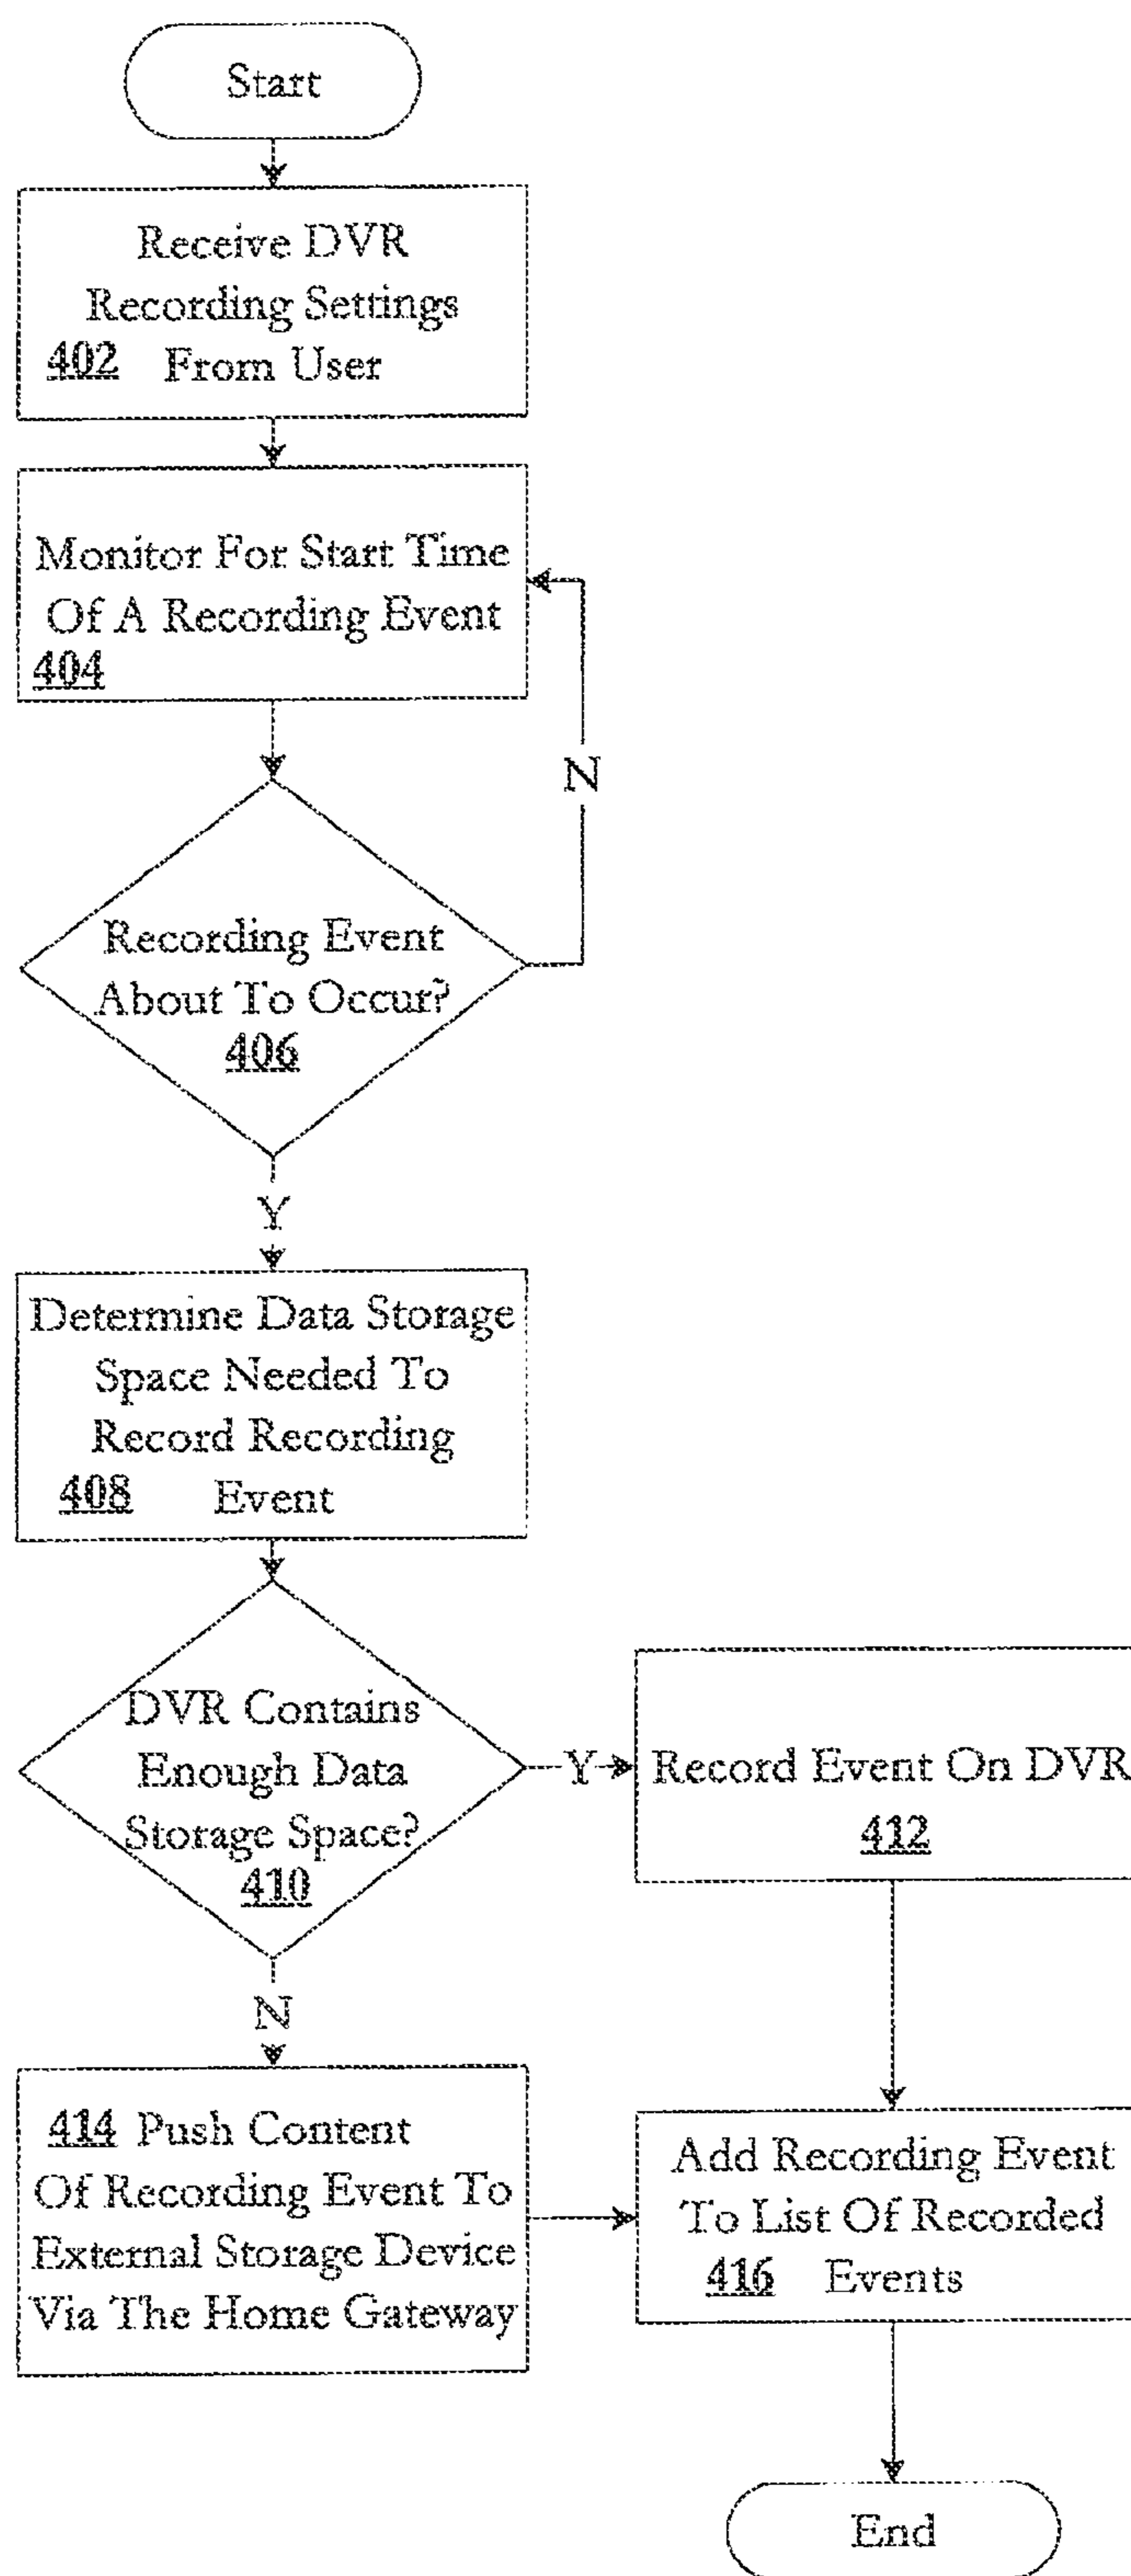 Start
Receive DVR
Recording Settings
402 From User
Monitor For Start Time
Of A Recording Event
404
N
Recording Event
About To Occur?
406
Y
Determine Data Storage
Space Needed To
Record Recording
408 Event
DVR Contains
Enough Data
Storage Space?
410
Y
Record Event On DVR
412
N
414 Push Content
Of Recording Event To
External Storage Device
Via The Home Gateway
Add Recording Event
To List Of Recorded
416 Events
End